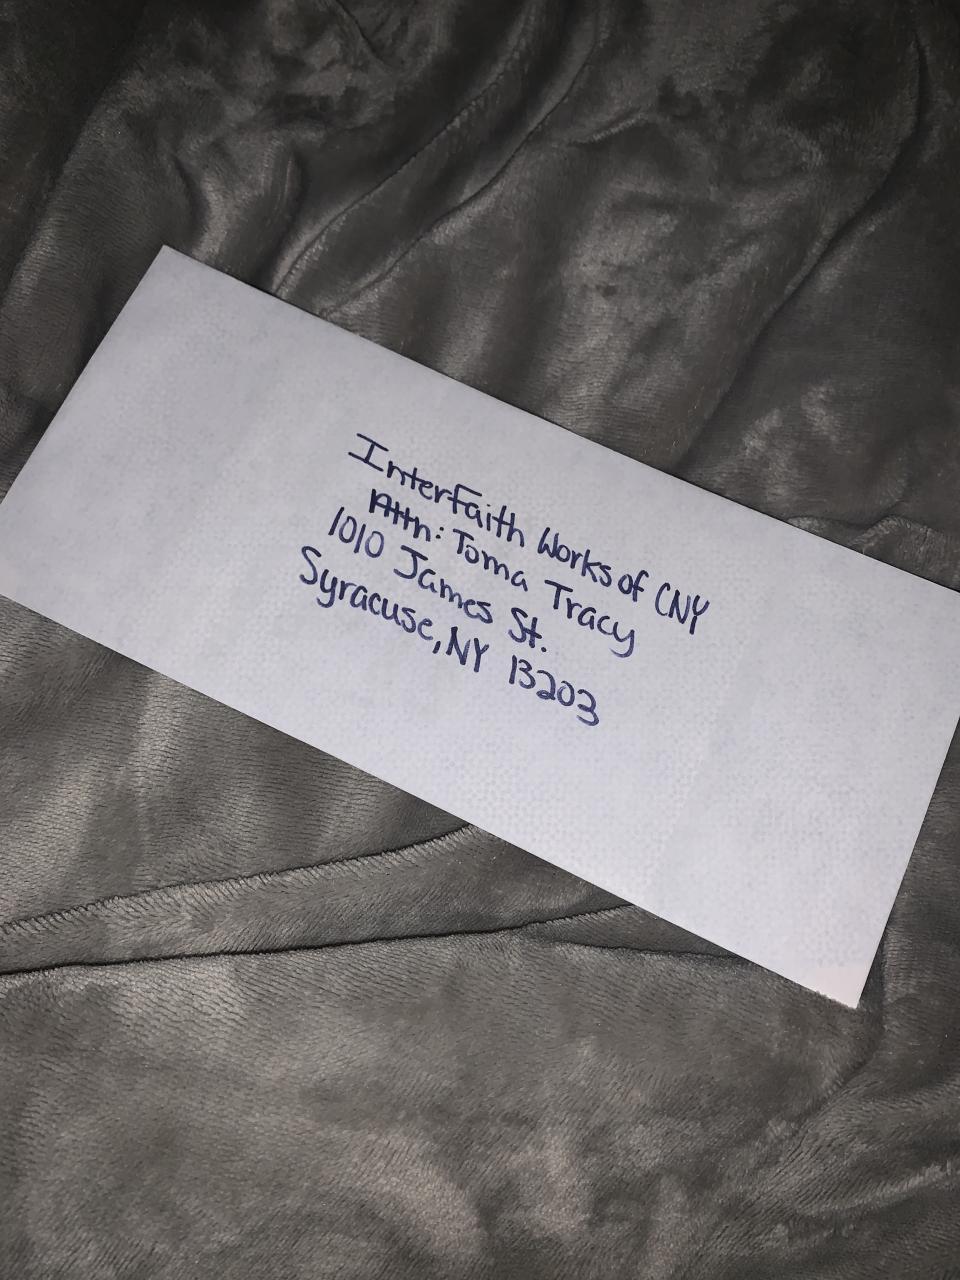 InterFaith Works of CNY
Attn: Toma Tracy
1010 James St.
Syracuse, NY 13203